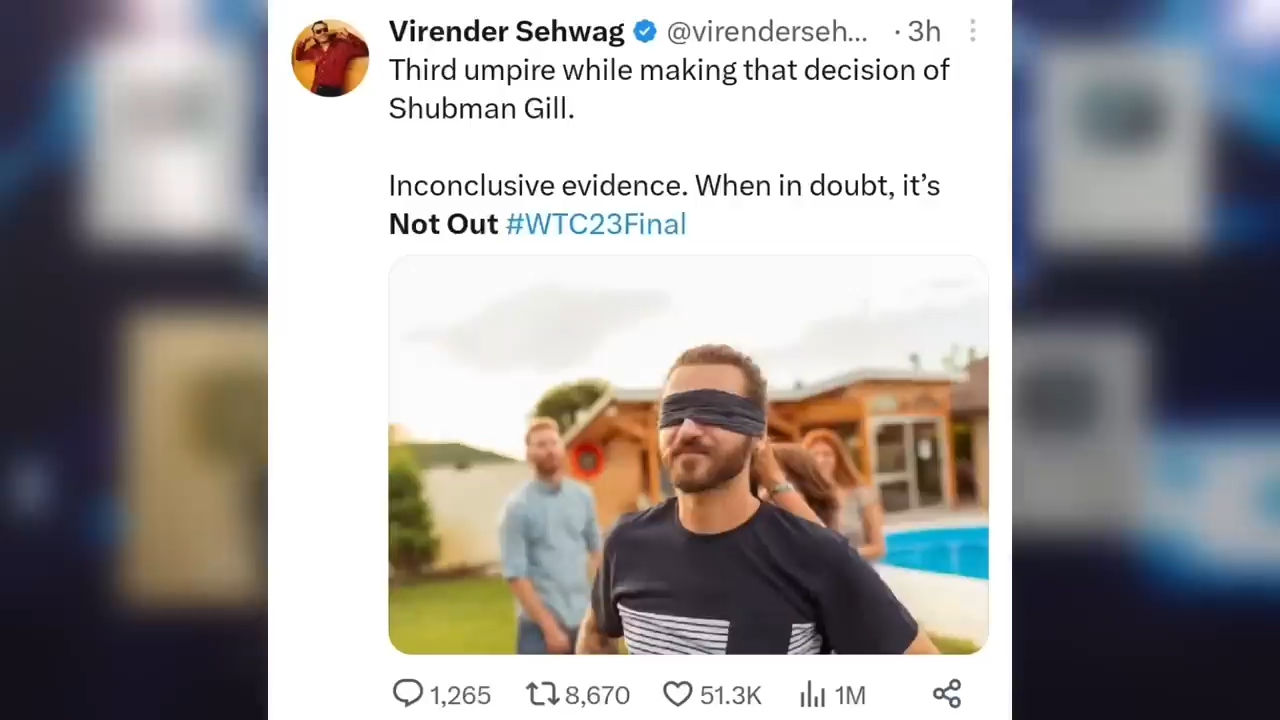 Virender Sehwag @virenderseh... · 3h
Third umpire while making that decision of
Shubman Gill.
Inconclusive evidence. When in doubt, it’s
Not Out #WTC23Final
1,265 8,670 51.3K 1M